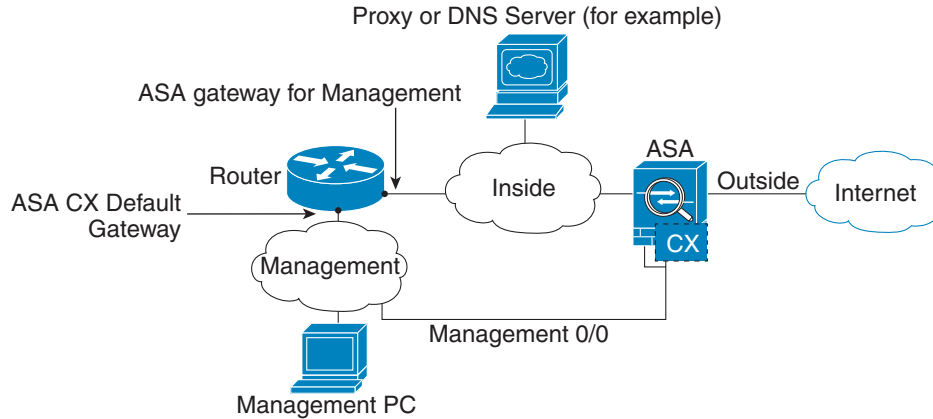 Proxy or DNS Server (for example)
ASA gateway for Management
ASA
Router
Inside
Outside
Internet
ASA CX Default
Gateway
CX
Management
Management 0/0
Management PC